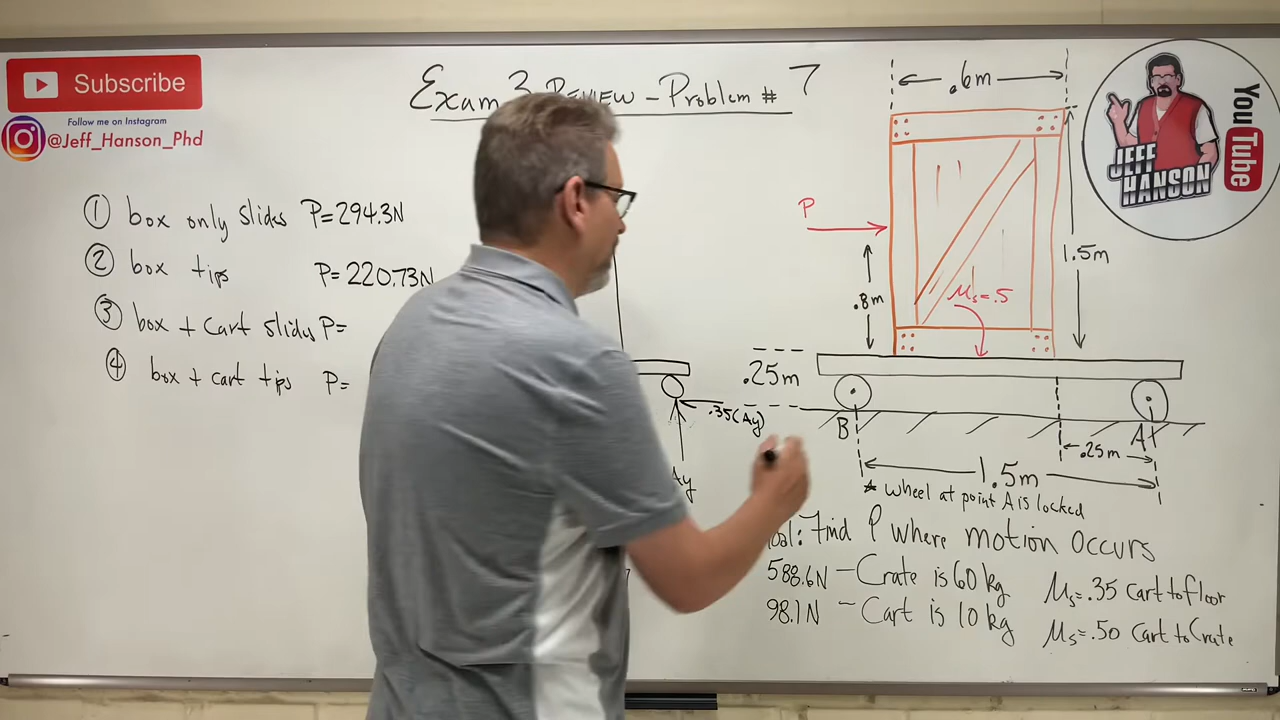 Subscribe
Follow me on Instagram
@Jeff_Hanson_Phd
Exam 3 REVIEW - Problem # 7
① box only slides P=294.3N
② box tips P=220.73N
③ box + cart slides P=
④ box + cart tips P=
.35(Ay)
Ay
.6m
P
.8m
1.5m
μs=.5
.25m
B
A
.25m
1.5m
* wheel at point A is locked
Find P where motion occurs
588.6N - Crate is 60 kg
98.1N - Cart is 10 kg
μs=.35 Cart to floor
μs=.50 Cart to Crate
JEFF
HANSON
YouTube